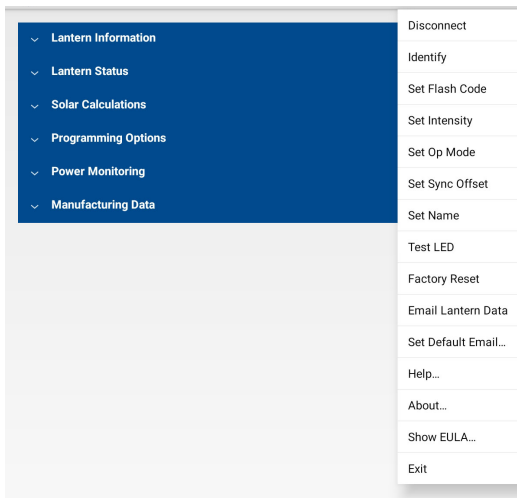 Lantern Information
Lantern Status
Solar Calculations
Programming Options
Power Monitoring
Manufacturing Data
Disconnect
Identify
Set Flash Code
Set Intensity
Set Op Mode
Set Sync Offset
Set Name
Test LED
Factory Reset
Email Lantern Data
Set Default Email...
Help...
About...
Show EULA...
Exit